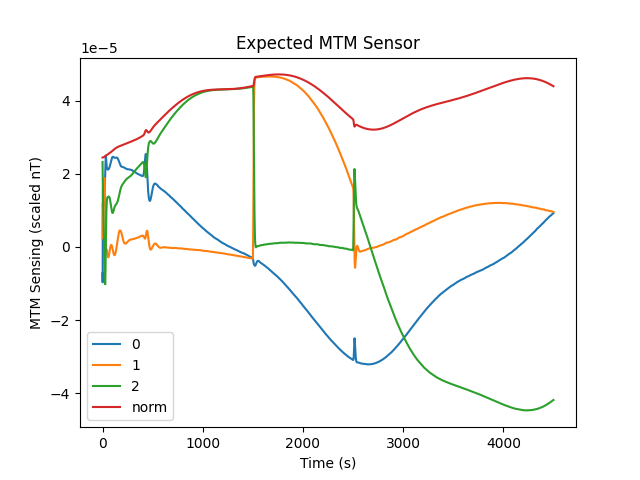 Expected MTM Sensor
1e−5
4
2
0
−2
−4
MTM Sensing (scaled nT)
0
1
2
norm
0 1000 2000 3000 4000
Time (s)